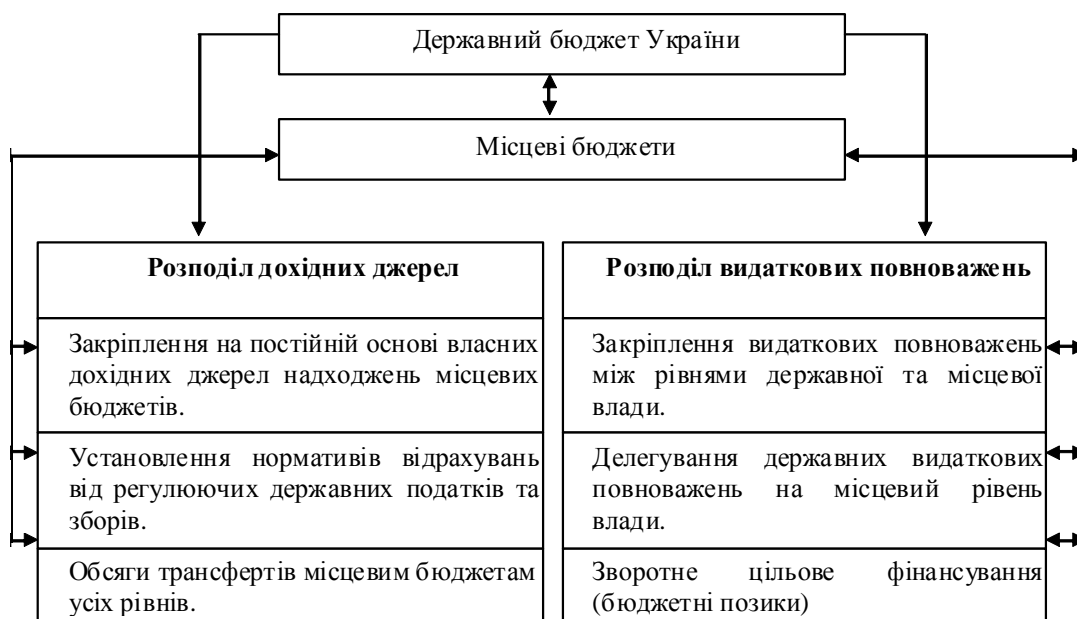 Державний бюджет України
Місцеві бюджети
Розподіл дохідних джерел
Закріплення на постійній основі власних
дохідних джерел надходжень місцевих
бюджетів.
Установлення нормативів відрахувань
від регулюючих державних податків та
зборів.
Обсяги трансфертів місцевим бюджетам
усіх рівнів.
Розподіл видаткових повноважень
Закріплення видаткових повноважень
між рівнями державної та місцевої
влади.
Делегування державних видаткових
повноважень на місцевий рівень
влади.
Зворотне цільове фінансування
(бюджетні позики)